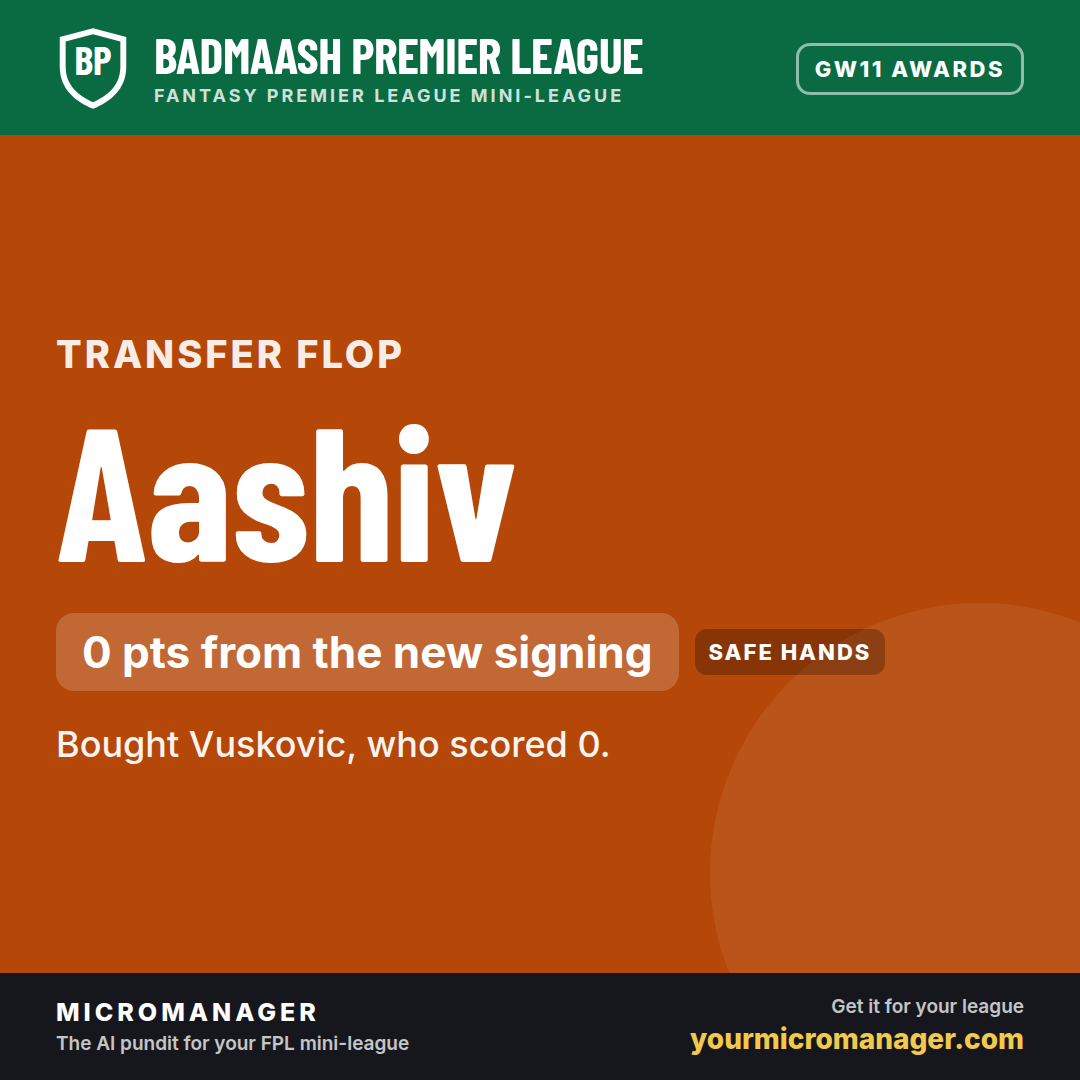 BP
BADMAASH PREMIER LEAGUE
FANTASY PREMIER LEAGUE MINI-LEAGUE
GW11 AWARDS
TRANSFER FLOP
Aashiv
0 pts from the new signing
SAFE HANDS
Bought Vuskovic, who scored 0.
MICROMANAGER
The AI pundit for your FPL mini-league
Get it for your league
yourmicromanager.com